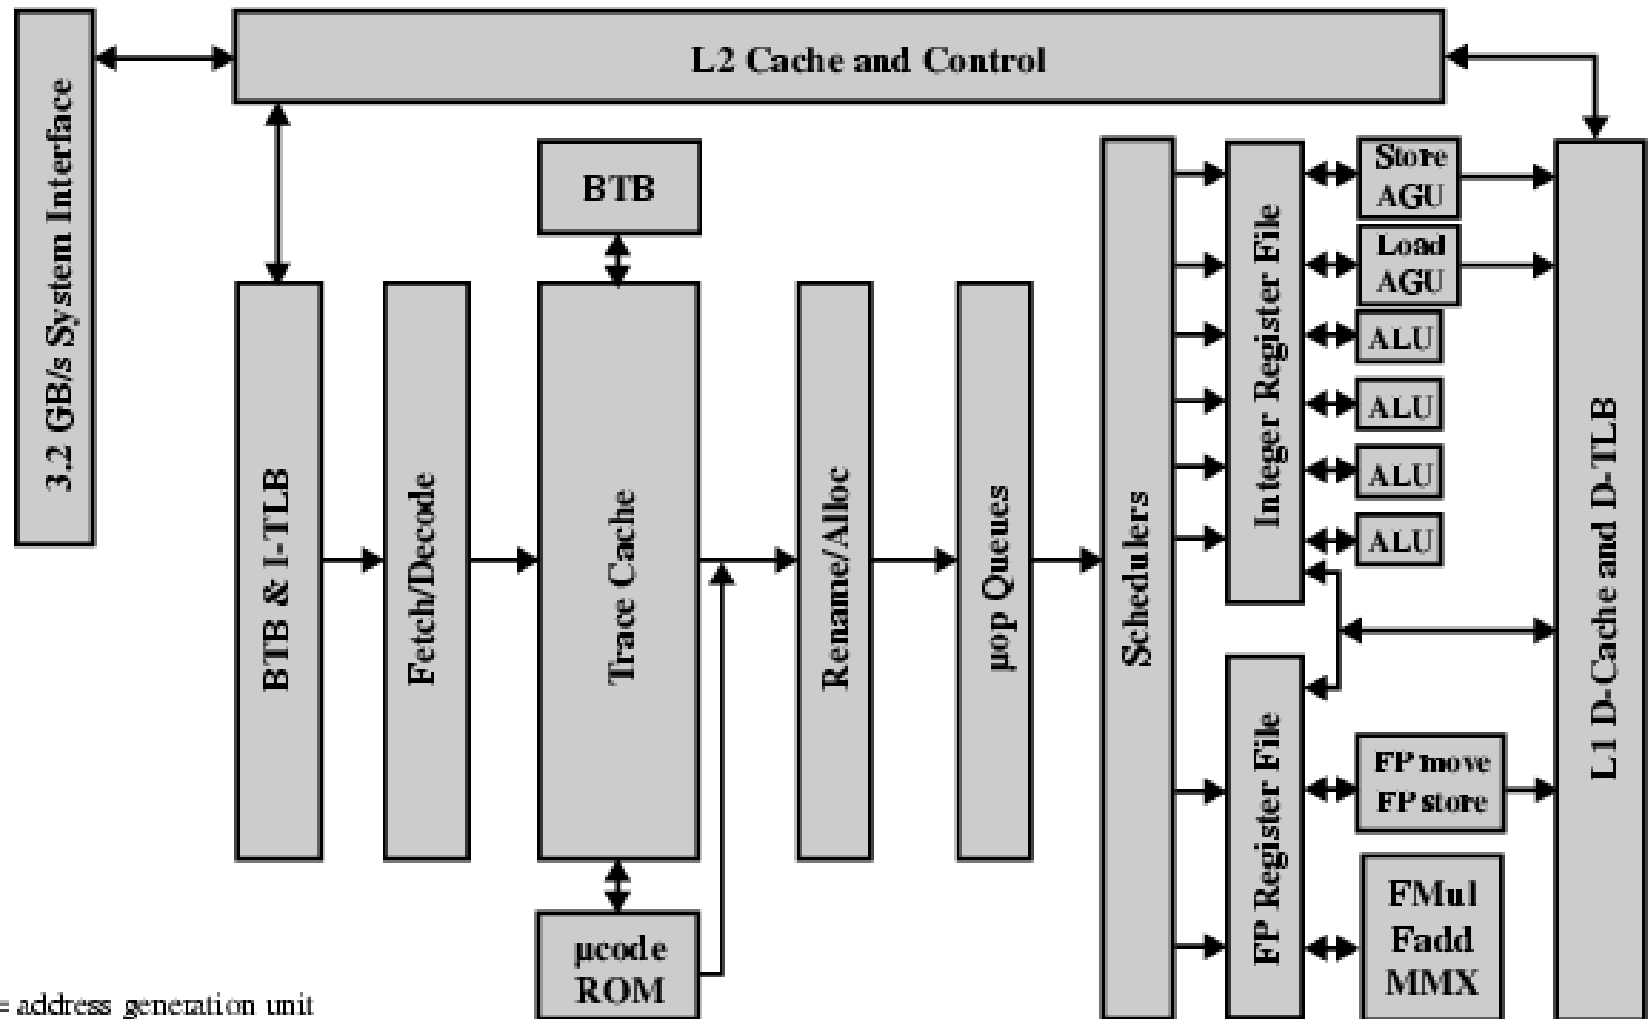 3.2 GB/s System Interface
L2 Cache and Control
BTB
BTB & I-TLB
Fetch/Decode
Trace Cache
µcode
ROM
Rename/Alloc
µop Queues
Schedulers
Integer Register File
FP Register File
Store
AGU
Load
AGU
ALU
ALU
ALU
ALU
FP move
FP store
FMul
Fadd
MMX
L1 D-Cache and D-TLB
= address generation unit